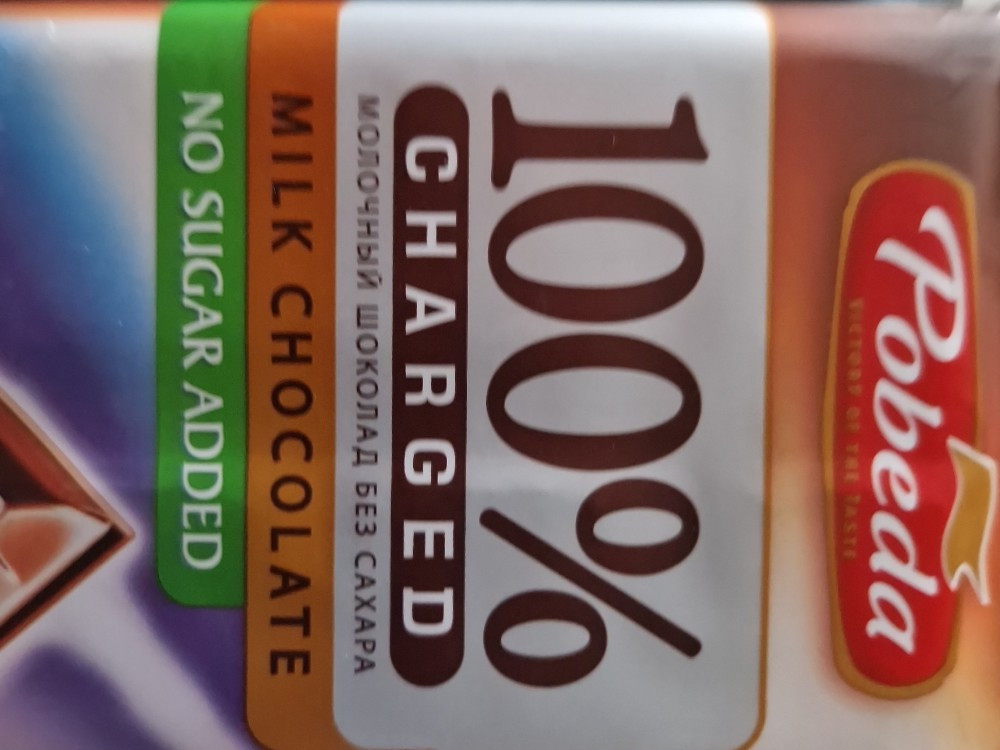 Pobeda
VICTORY OF THE TASTE
100%
CHARGED
МОЛОЧНЫЙ ШОКОЛАД БЕЗ САХАРА
MILK CHOCOLATE
NO SUGAR ADDED